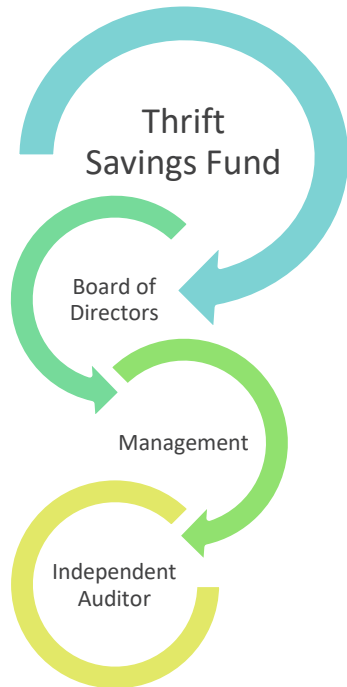 Thrift
Savings Fund
Board of
Directors
Management
Independent
Auditor